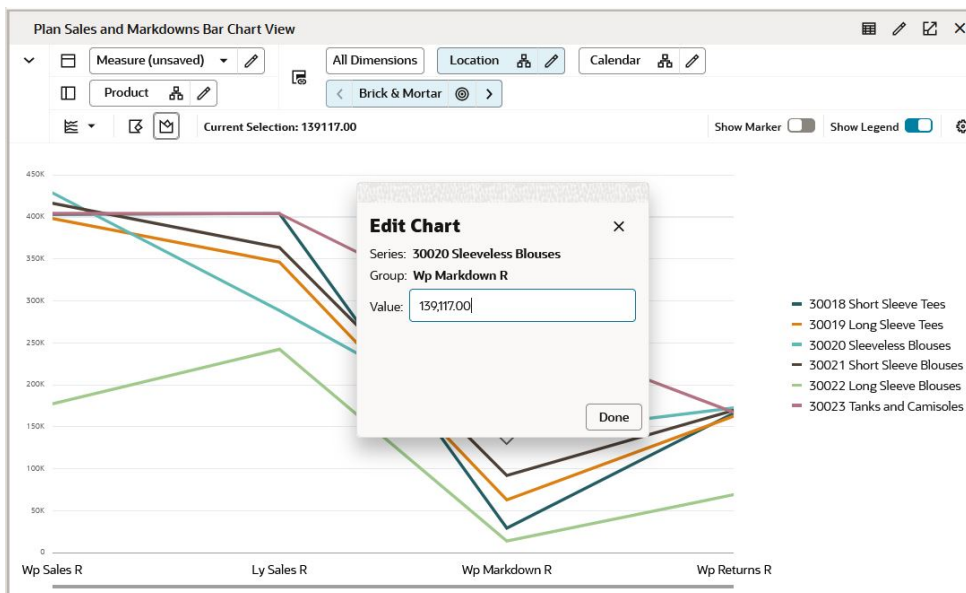 Plan Sales and Markdowns Bar Chart View
Measure (unsaved)
All Dimensions Location Calendar
Product
Brick & Mortar
Current Selection: 139117.00
Show Marker Show Legend
450K
400K
350K
300K
250K
200K
150K
100K
50K
0
Edit Chart
Series: 30020 Sleeveless Blouses
Group: Wp Markdown R
Value: 139,117.00
Done
30018 Short Sleeve Tees
30019 Long Sleeve Tees
30020 Sleeveless Blouses
30021 Short Sleeve Blouses
30022 Long Sleeve Blouses
30023 Tanks and Camisoles
Wp Sales R Ly Sales R Wp Markdown R Wp Returns R